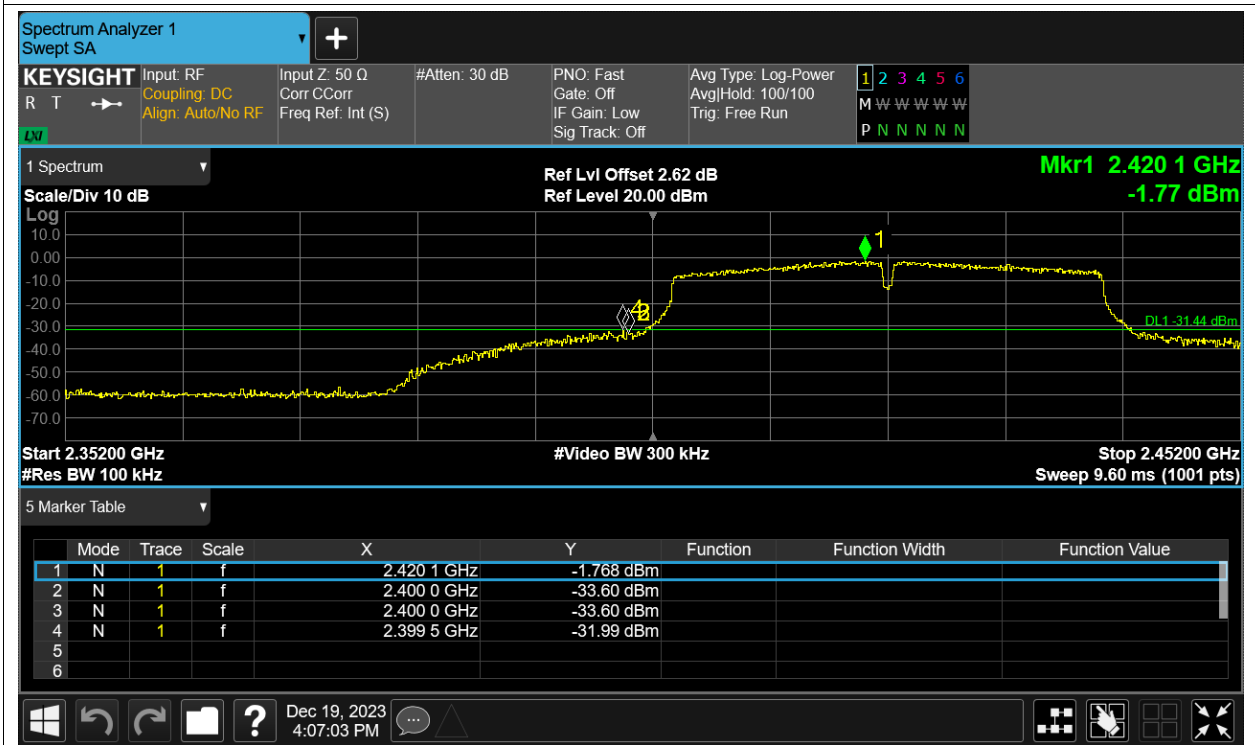 Spectrum Analyzer 1
Swept SA
+
KEYSIGHT
R T
LXI
Input: RF
Coupling: DC
Align: Auto/No RF
Input Z: 50 Ω
Corr CCorr
Freq Ref: Int (S)
#Atten: 30 dB
PNO: Fast
Gate: Off
IF Gain: Low
Sig Track: Off
Avg Type: Log-Power
Avg|Hold: 100/100
Trig: Free Run
1 2 3 4 5 6
M W W W W W
P N N N N N
1 Spectrum
Scale/Div 10 dB
Ref Lvl Offset 2.62 dB
Ref Level 20.00 dBm
Mkr1 2.420 1 GHz
-1.77 dBm
Log
10.0
0.00
-10.0
-20.0
-30.0
-40.0
-50.0
-60.0
-70.0
1
DL1 -31.44 dBm
Start 2.35200 GHz
#Res BW 100 kHz
#Video BW 300 kHz
Stop 2.45200 GHz
Sweep 9.60 ms (1001 pts)
5 Marker Table
Mode Trace Scale X Y Function Function Width Function Value
1 N 1 f 2.420 1 GHz -1.768 dBm
2 N 1 f 2.400 0 GHz -33.60 dBm
3 N 1 f 2.400 0 GHz -33.60 dBm
4 N 1 f 2.399 5 GHz -31.99 dBm
5
6
?
Dec 19, 2023
4:07:03 PM